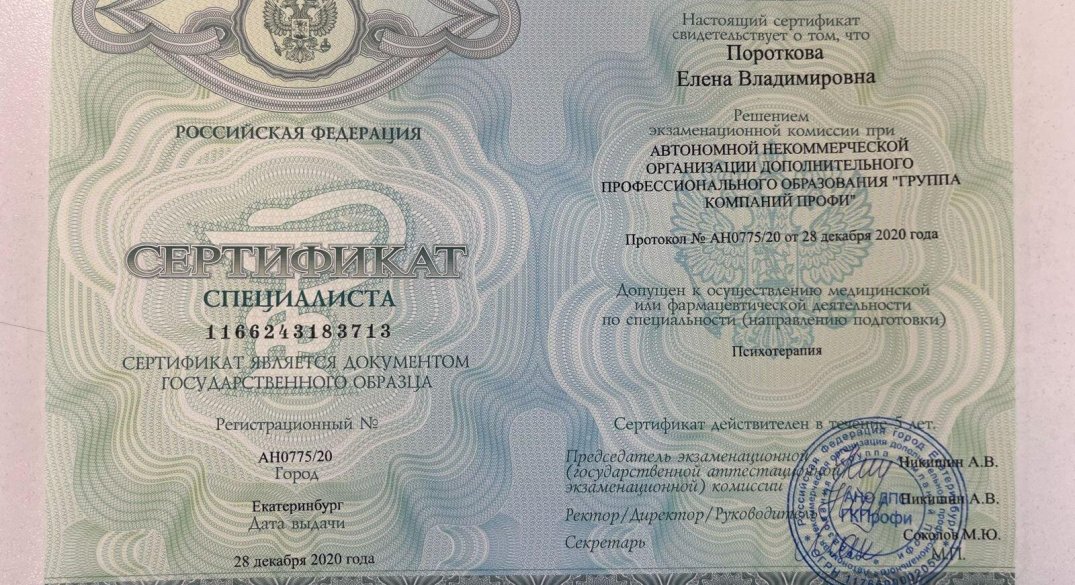 РОССИЙСКАЯ ФЕДЕРАЦИЯ
СЕРТИФИКАТ
СПЕЦИАЛИСТА
1166243183713
СЕРТИФИКАТ ЯВЛЯЕТСЯ ДОКУМЕНТОМ
ГОСУДАРСТВЕННОГО ОБРАЗЦА
Регистрационный №
АН0775/20
Город
Екатеринбург
Дата выдачи
28 декабря 2020 года
Настоящий сертификат
свидетельствует о том, что
Пороткова
Елена Владимировна
Решением
экзаменационной комиссии при
АВТОНОМНОЙ НЕКОММЕРЧЕСКОЙ
ОРГАНИЗАЦИИ ДОПОЛНИТЕЛЬНОГО
ПРОФЕССИОНАЛЬНОГО ОБРАЗОВАНИЯ "ГРУППА
КОМПАНИЙ ПРОФИ"
Протокол № АН0775/20 от 28 декабря 2020 года
Допущен к осуществлению медицинской
или фармацевтической деятельности
по специальности (направлению подготовки)
Психотерапия
Сертификат действителен в течение 5 лет.
Председатель экзаменационной
(государственной аттестационной
экзаменационной) комиссии
Никишин А.В.
Ректор/Директор/Руководитель
Никишин А.В.
Секретарь
Соколов М.Ю.
М.П.
АНО ДПО
ГКПрофи